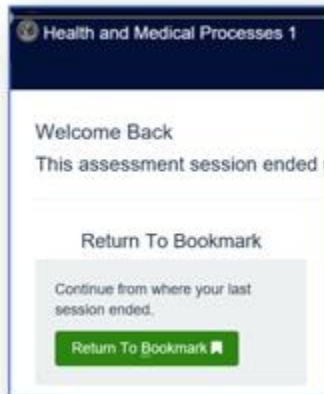 Health and Medical Processes 1
Welcome Back
This assessment session ended
Return To Bookmark
Continue from where your last
session ended.
Return To Bookmark